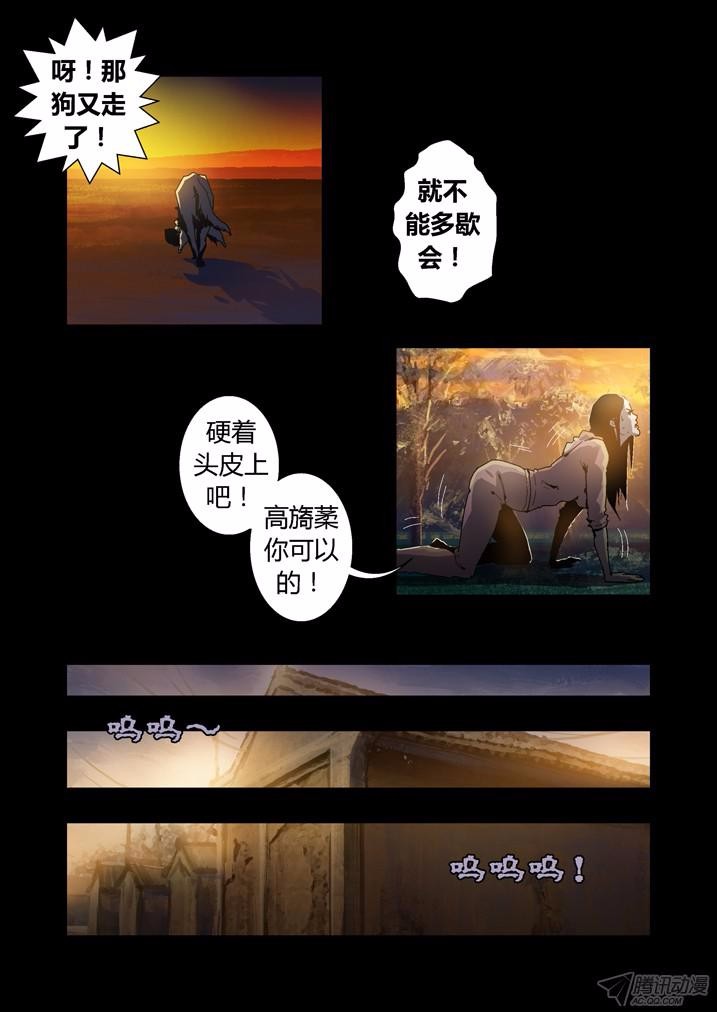 呀！那
狗又走
了！
就不
能多歇
会！
硬着
头皮上
吧！
高旖薬
你可以
的！
呜呜～
呜呜呜！
腾讯动漫
AC.QQ.COM